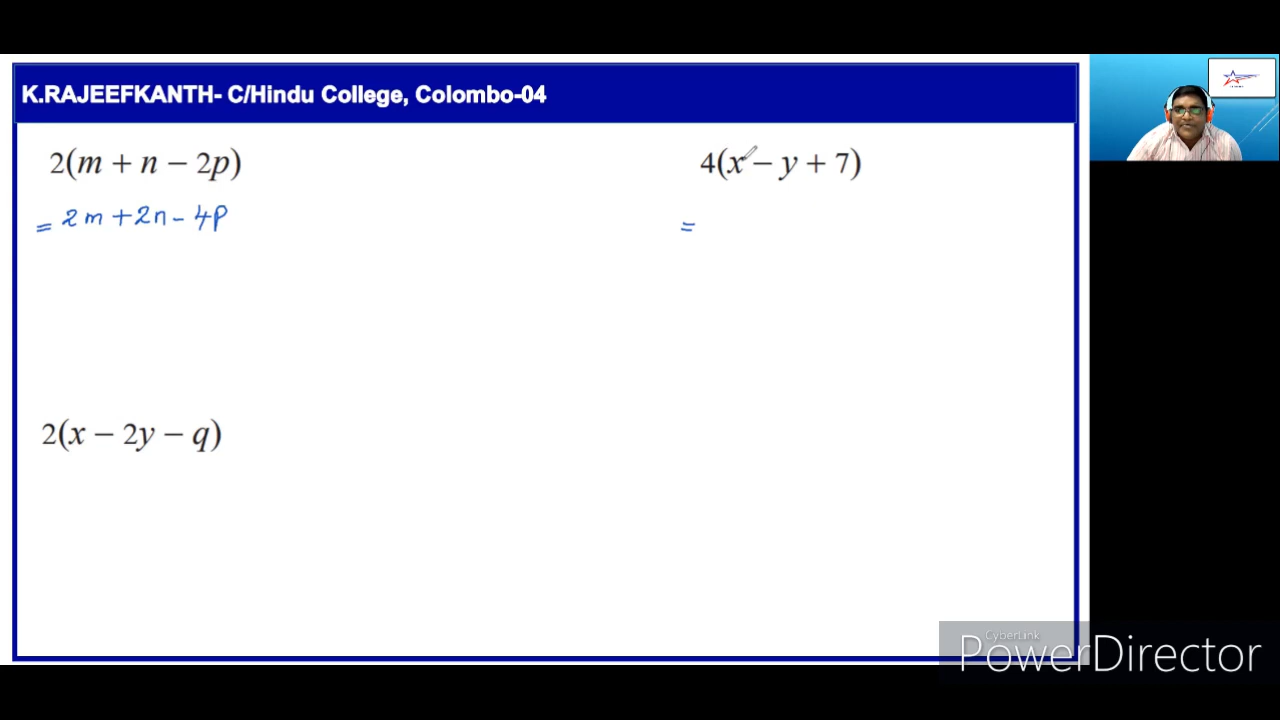 K.RAJEEFKANTH- C/Hindu College, Colombo-04
2(m + n − 2p)
= 2m + 2n - 4p
4(x − y + 7)
=
2(x − 2y − q)
CyberLink
PowerDirector